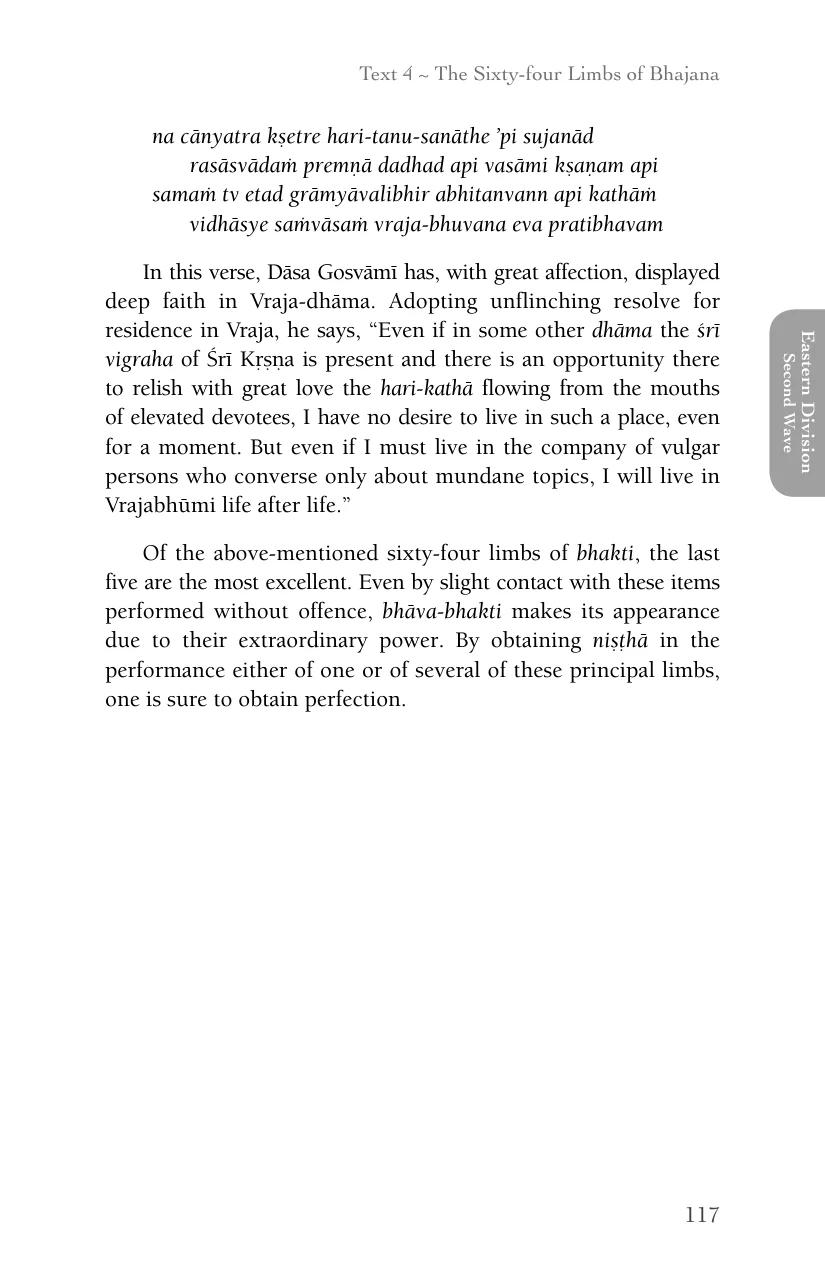 Text 4 ~ The Sixty-four Limbs of Bhajana
na cānyatra kṣetre hari-tanu-sanāthe ’pi sujanād
rasāsvādaṁ premṇā dadhad api vasāmi kṣaṇam api
samaṁ tv etad grāmyāvalibhir abhitanvann api kathāṁ
vidhāsye saṁvāsaṁ vraja-bhuvana eva pratibhavam
In this verse, Dāsa Gosvāmī has, with great affection, displayed
deep faith in Vraja-dhāma. Adopting unflinching resolve for
residence in Vraja, he says, “Even if in some other dhāma the śrī
vigraha of Śrī Kṛṣṇa is present and there is an opportunity there
to relish with great love the hari-kathā flowing from the mouths
of elevated devotees, I have no desire to live in such a place, even
for a moment. But even if I must live in the company of vulgar
persons who converse only about mundane topics, I will live in
Vrajabhūmi life after life.”
Of the above-mentioned sixty-four limbs of bhakti, the last
five are the most excellent. Even by slight contact with these items
performed without offence, bhāva-bhakti makes its appearance
due to their extraordinary power. By obtaining niṣṭhā in the
performance either of one or of several of these principal limbs,
one is sure to obtain perfection.
Eastern Division
Second Wave
117